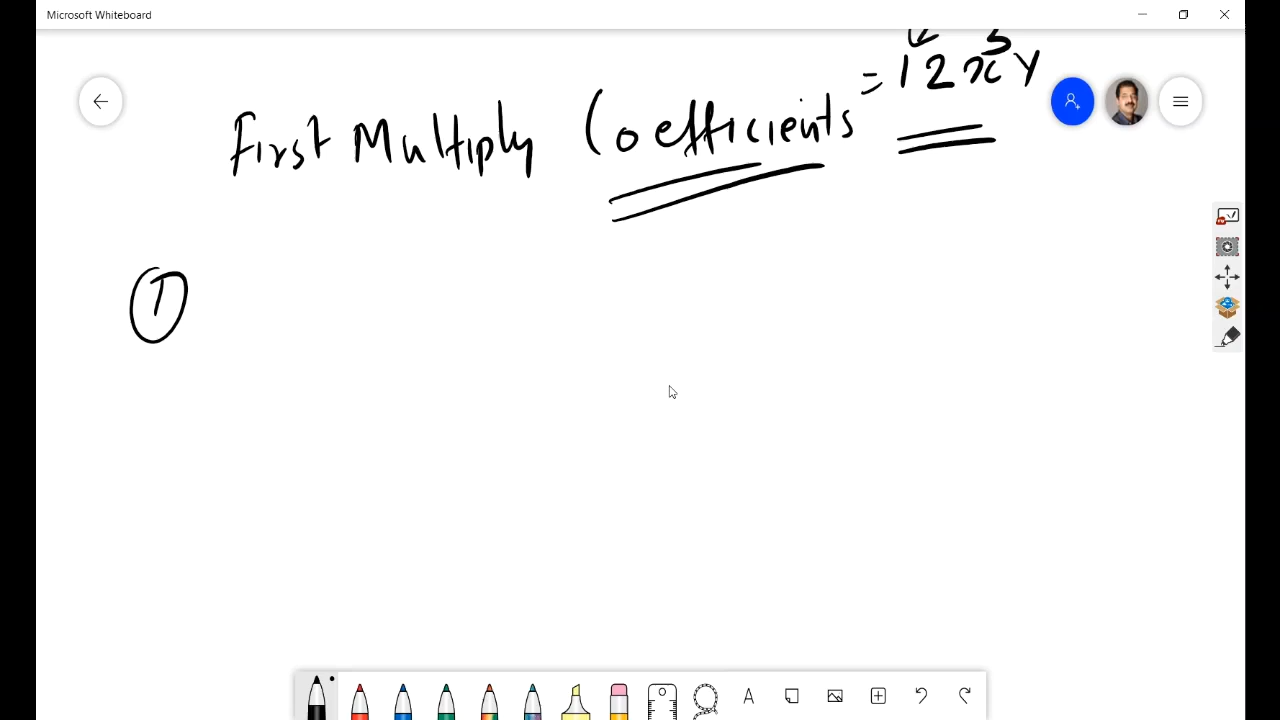 Microsoft Whiteboard
= 12xy
First Multiply Coefficients
1
A